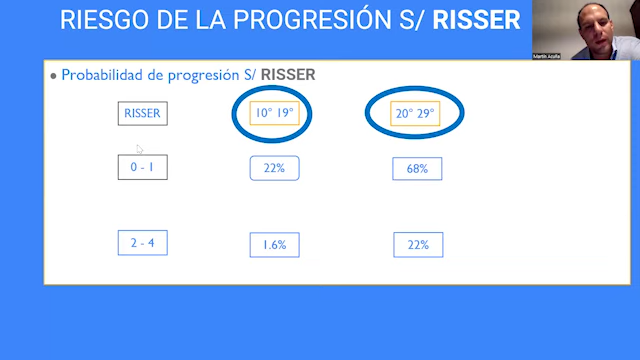 RIESGO DE LA PROGRESIÓN S/ RISSER
Martín Acuña
• Probabilidad de progresión S/ RISSER
RISSER 10° 19° 20° 29°
0 - 1 22% 68%
2 - 4 1.6% 22%